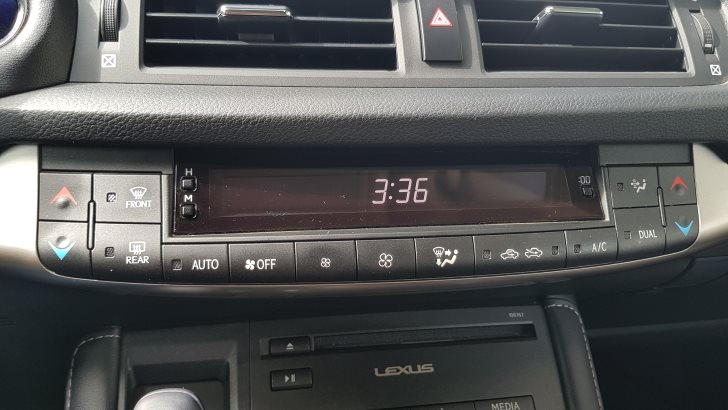 H
3:36
:00
M
FRONT
REAR
AUTO
OFF
A/C
DUAL
LEXUS
MEDIA